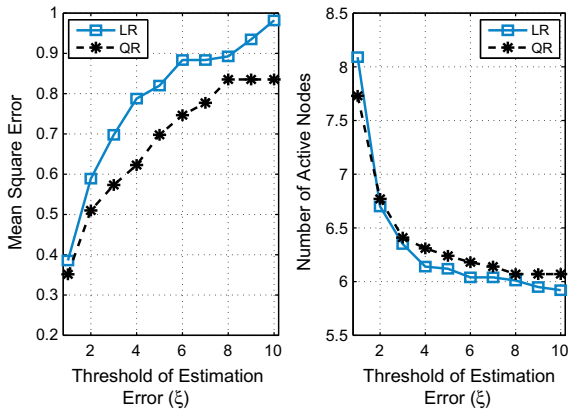 1
0.9
0.8
0.7
0.6
0.5
0.4
0.3
0.2
Mean Square Error
LR
QR
2 4 6 8 10
Threshold of Estimation
Error (ξ)
8.5
8
7.5
7
6.5
6
5.5
Number of Active Nodes
LR
QR
2 4 6 8 10
Threshold of Estimation
Error (ξ)